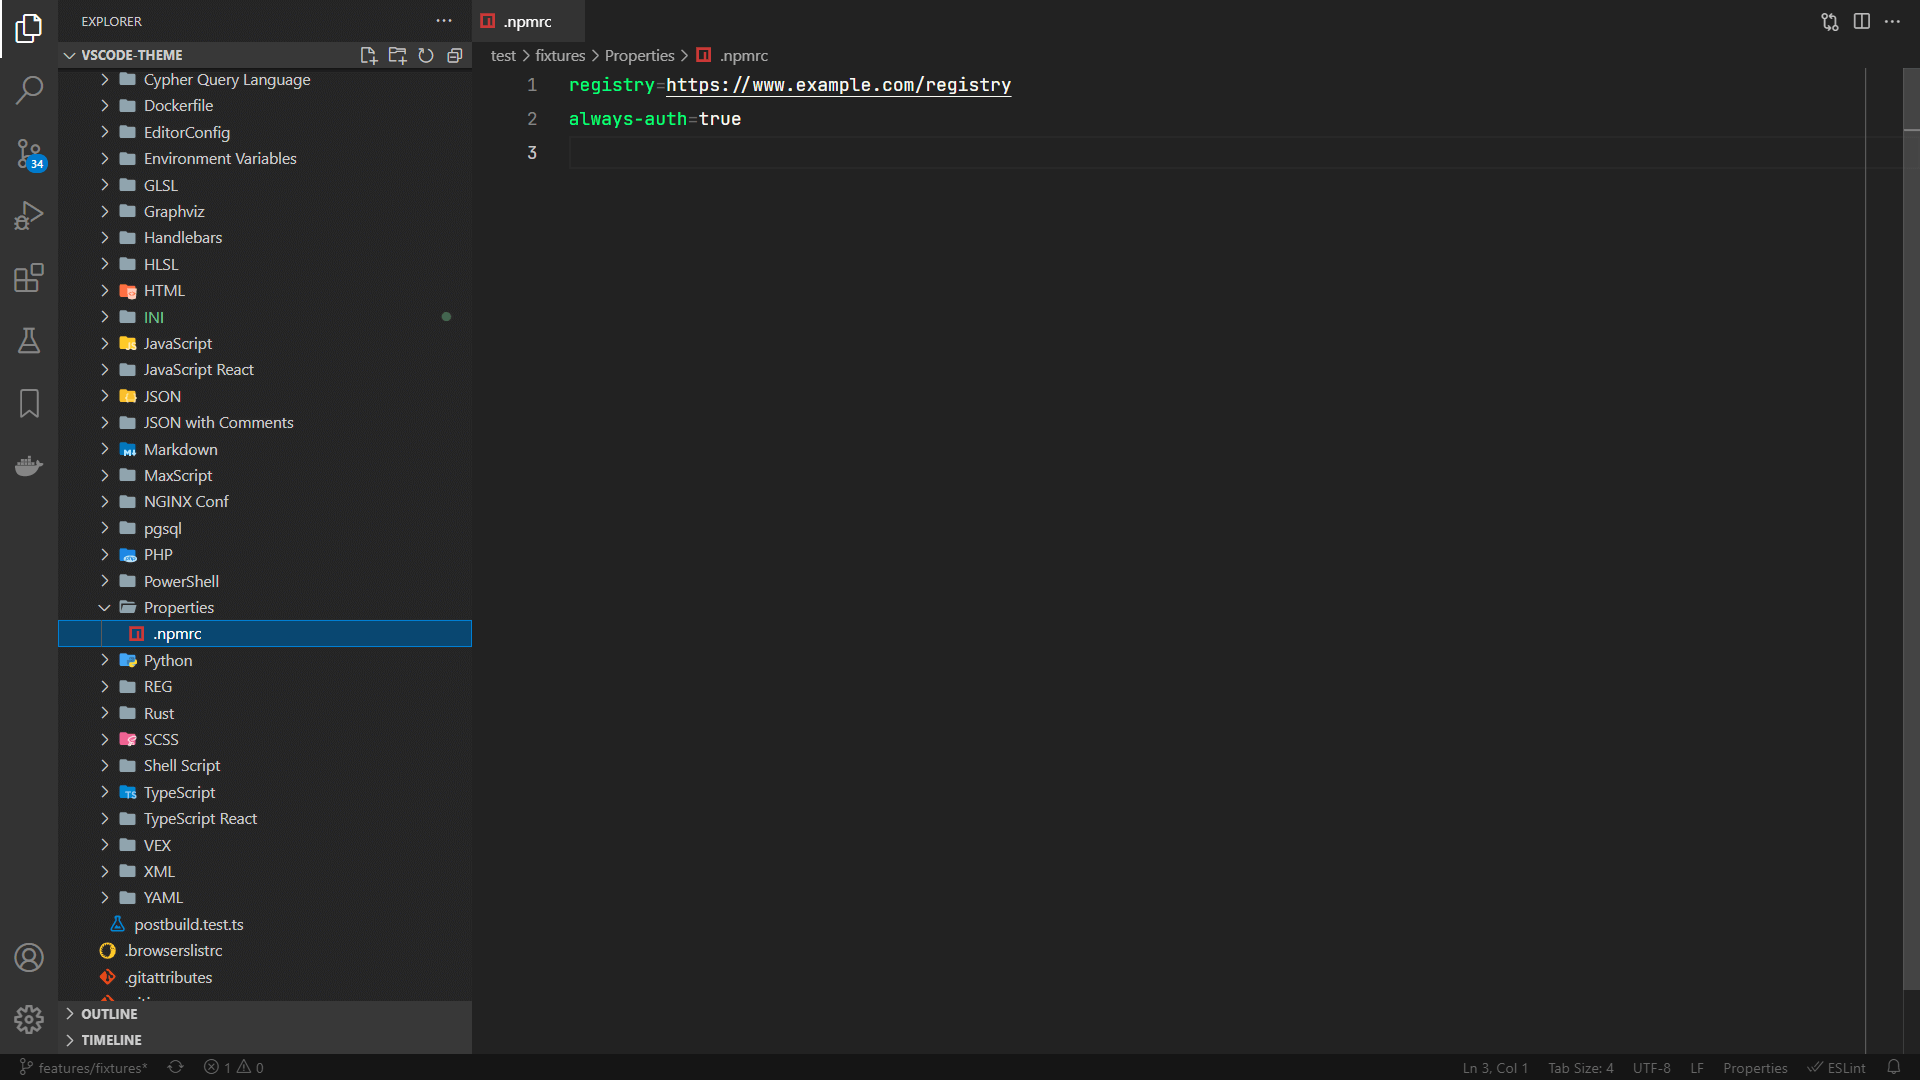 EXPLORER
VSCODE-THEME
34
Cypher Query Language
Dockerfile
EditorConfig
Environment Variables
GLSL
Graphviz
Handlebars
HLSL
HTML
INI
JavaScript
JavaScript React
JSON
JSON with Comments
Markdown
MaxScript
NGINX Conf
pgsql
PHP
PowerShell
Properties
.npmrc
Python
REG
Rust
SCSS
Shell Script
TypeScript
TypeScript React
VEX
XML
YAML
postbuild.test.ts
.browserslistrc
.gitattributes
OUTLINE
TIMELINE
.npmrc
test > fixtures > Properties > .npmrc
1 registry=https://www.example.com/registry
2 always-auth=true
3
features/fixtures* 1 0
Ln 3, Col 1 Tab Size: 4 UTF-8 LF Properties ESLint